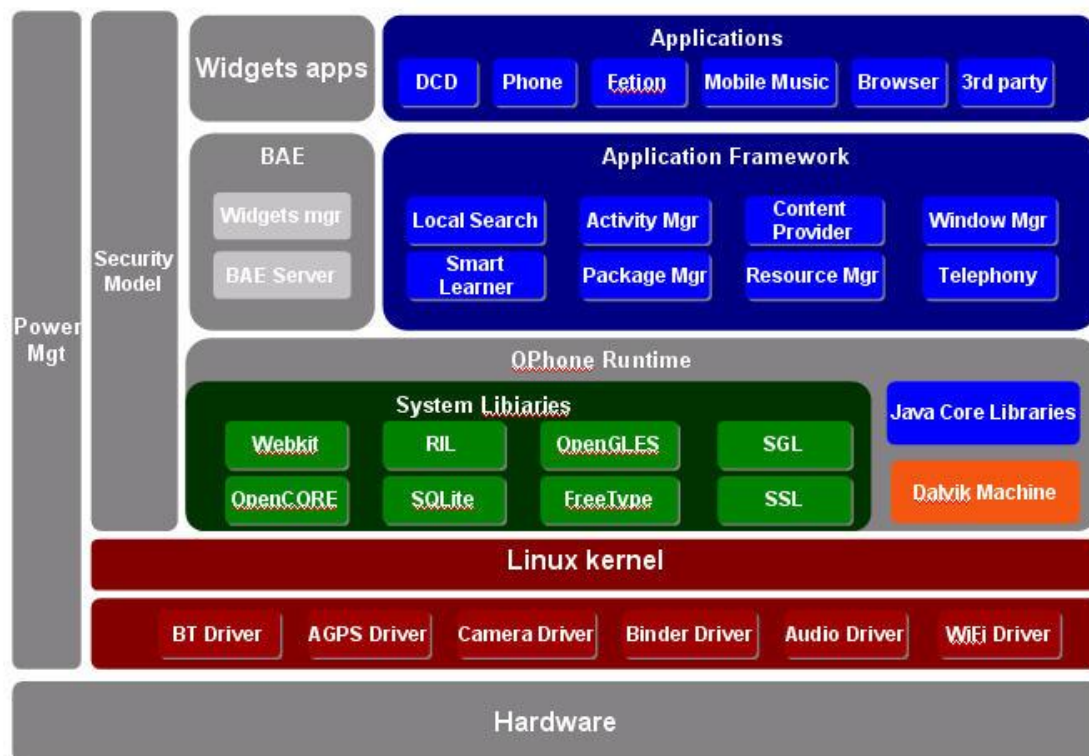 Power
Mgt
Security
Model
Widgets apps
Applications
DCD
Phone
Fetion
Mobile Music
Browser
3rd party
BAE
Widgets mgr
BAE Server
Application Framework
Local Search
Activity Mgr
Content
Provider
Window Mgr
Smart
Learner
Package Mgr
Resource Mgr
Telephony
OPhone Runtime
System Libiaries
Webkit
RIL
OpenGLES
SGL
OpenCORE
SQLite
FreeType
SSL
Java Core Libraries
Dalvik Machine
Linux kernel
BT Driver
AGPS Driver
Camera Driver
Binder Driver
Audio Driver
WiFi Driver
Hardware